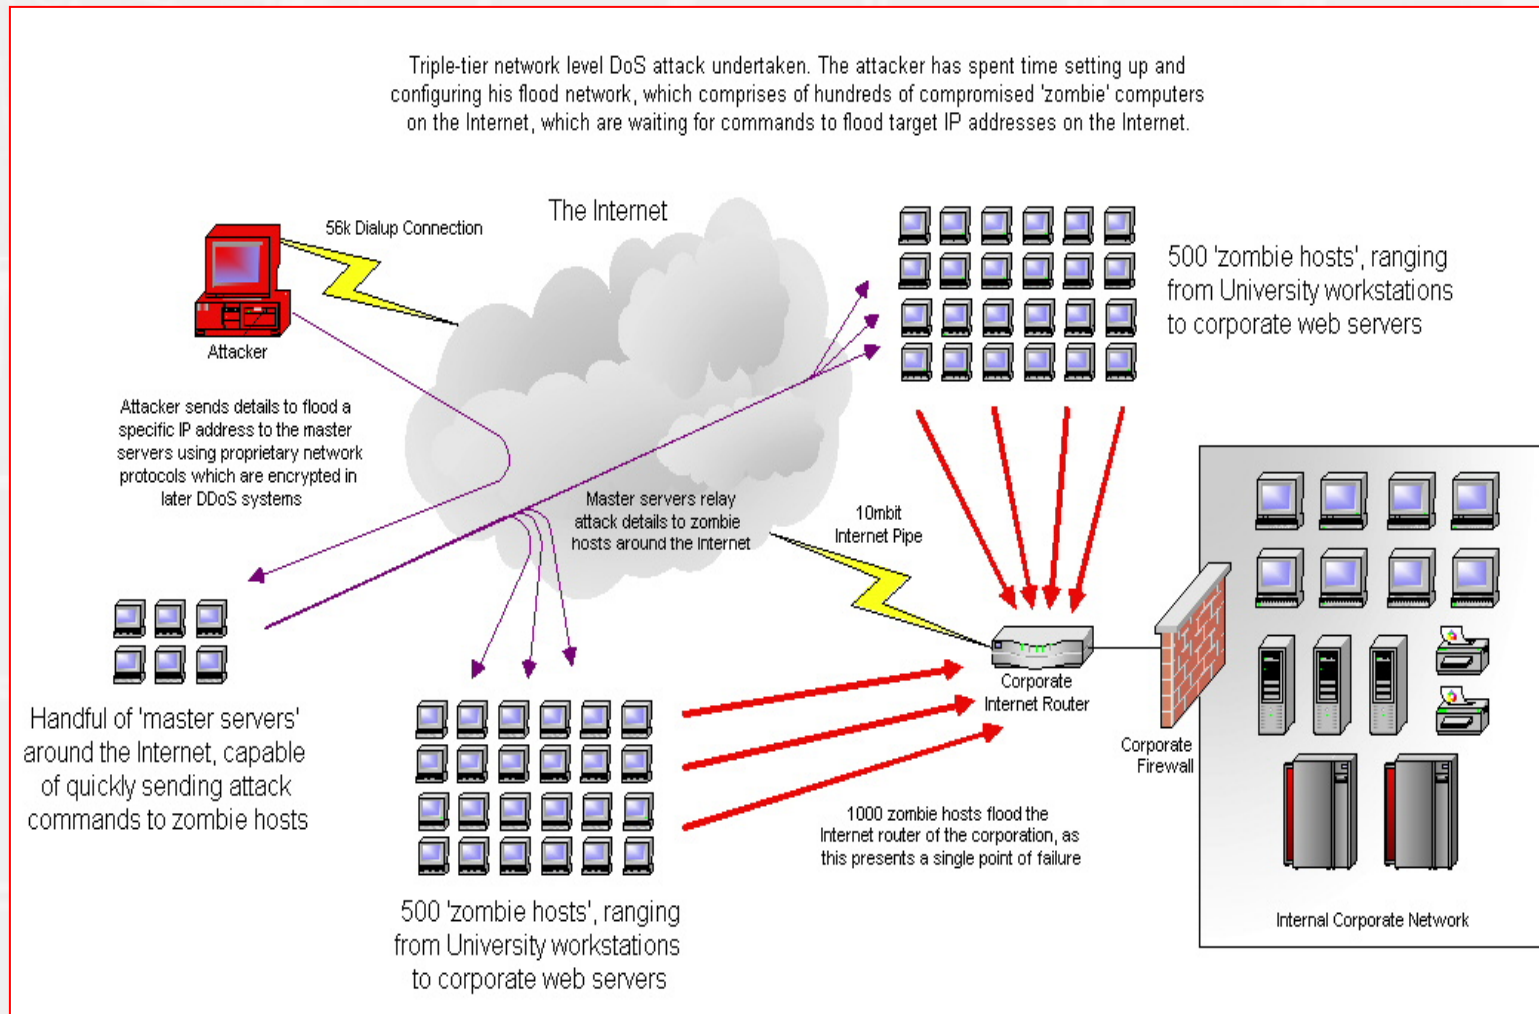 Triple-tier network level DoS attack undertaken. The attacker has spent time setting up and
configuring his flood network, which comprises of hundreds of compromised 'zombie' computers
on the Internet, which are waiting for commands to flood target IP addresses on the Internet.
The Internet
56k Dialup Connection
Attacker
500 'zombie hosts', ranging
from University workstations
to corporate web servers
Attacker sends details to flood a
specific IP address to the master
servers using proprietary network
protocols which are encrypted in
later DDoS systems
Master servers relay
attack details to zombie
hosts around the Internet
10mbit
Internet Pipe
Corporate
Internet Router
Corporate
Firewall
Handful of 'master servers'
around the Internet, capable
of quickly sending attack
commands to zombie hosts
1000 zombie hosts flood the
Internet router of the corporation, as
this presents a single point of failure
500 'zombie hosts', ranging
from University workstations
to corporate web servers
Internal Corporate Network